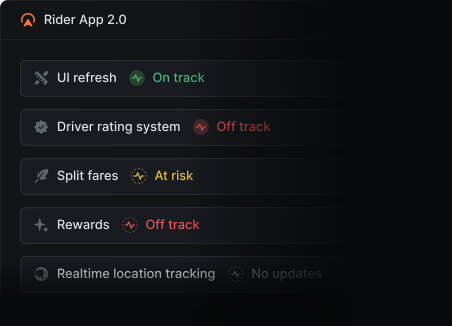 Rider App 2.0
UI refresh On track
Driver rating system Off track
Split fares At risk
Rewards Off track
Realtime location tracking No updates